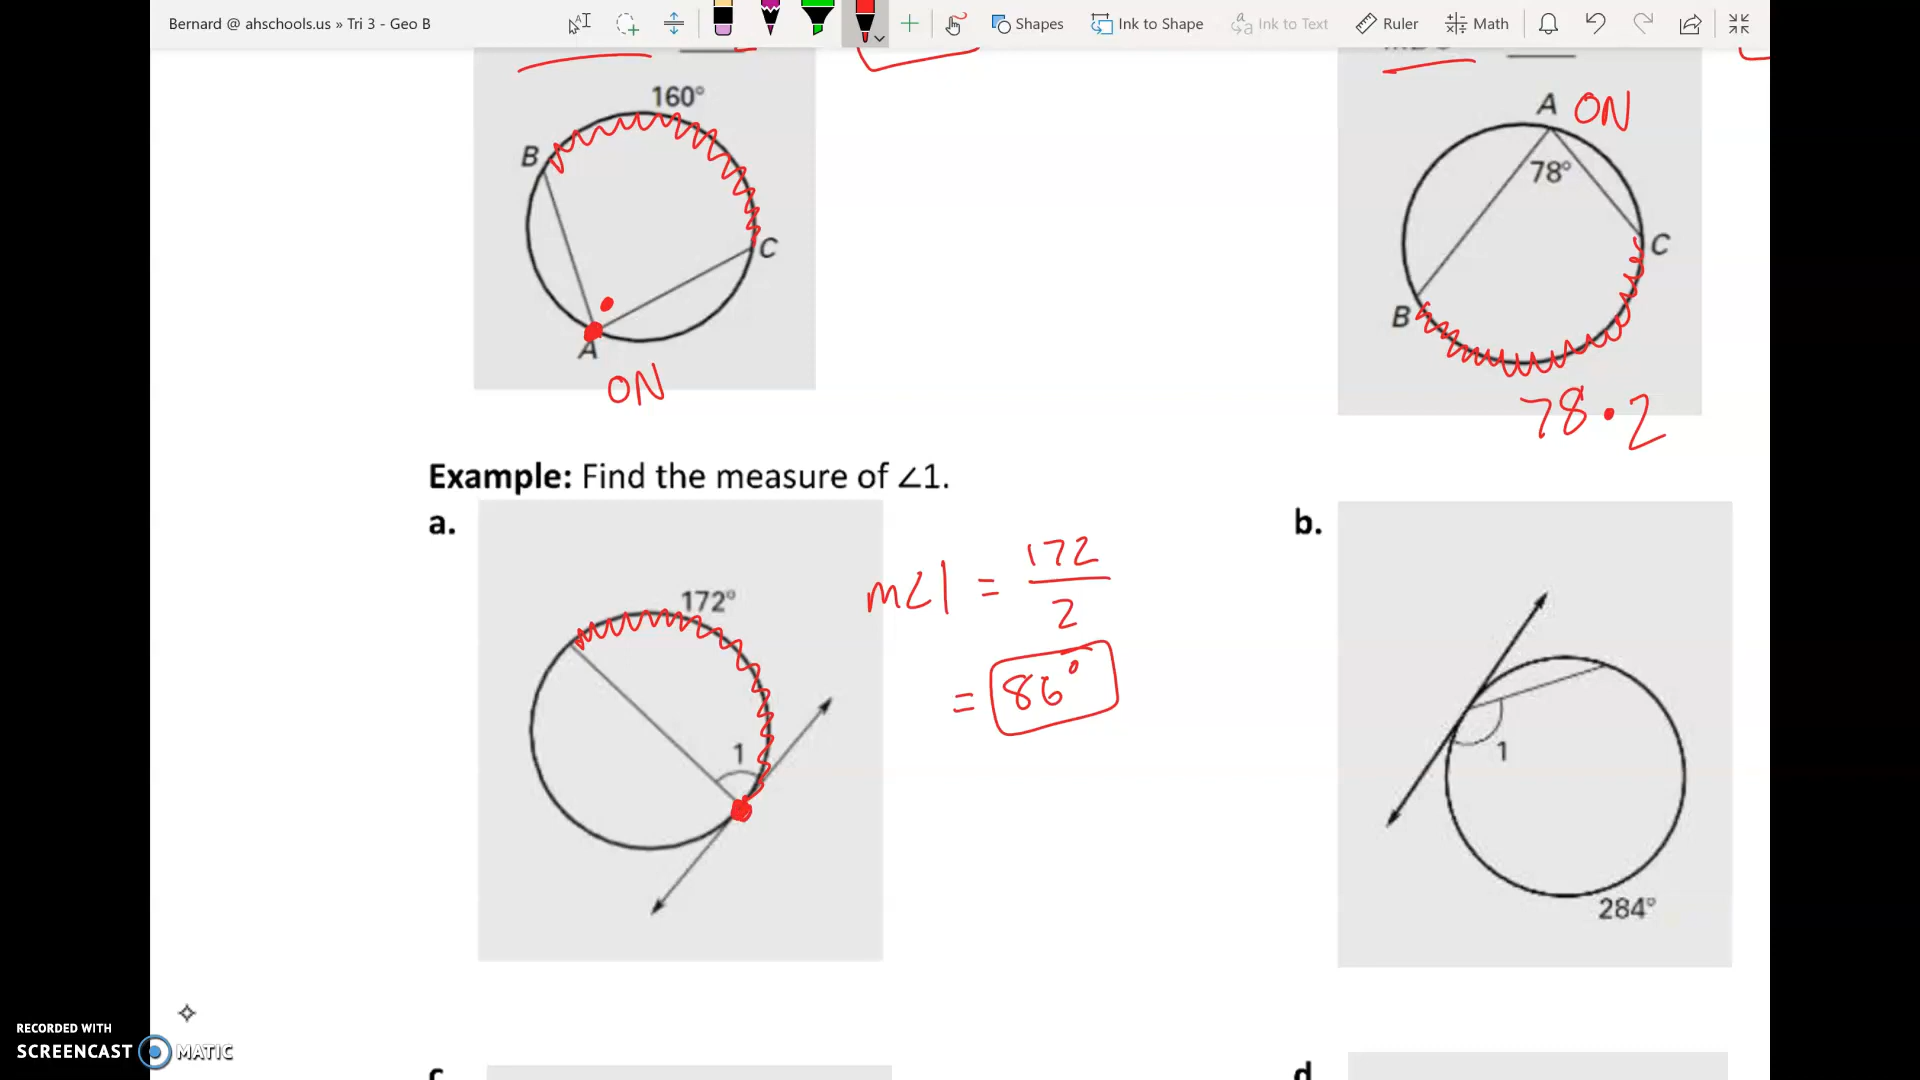 Bernard @ ahschools.us » Tri 3 - Geo B
Shapes
Ink to Shape
Ink to Text
Ruler
Math
160°
B
C
A
ON
A ON
78°
C
B
78 • 2
Example: Find the measure of ∠1.
a.
172°
1
m∠1 = 172/2
= 86°
b.
1
284°
RECORDED WITH
SCREENCAST MATIC